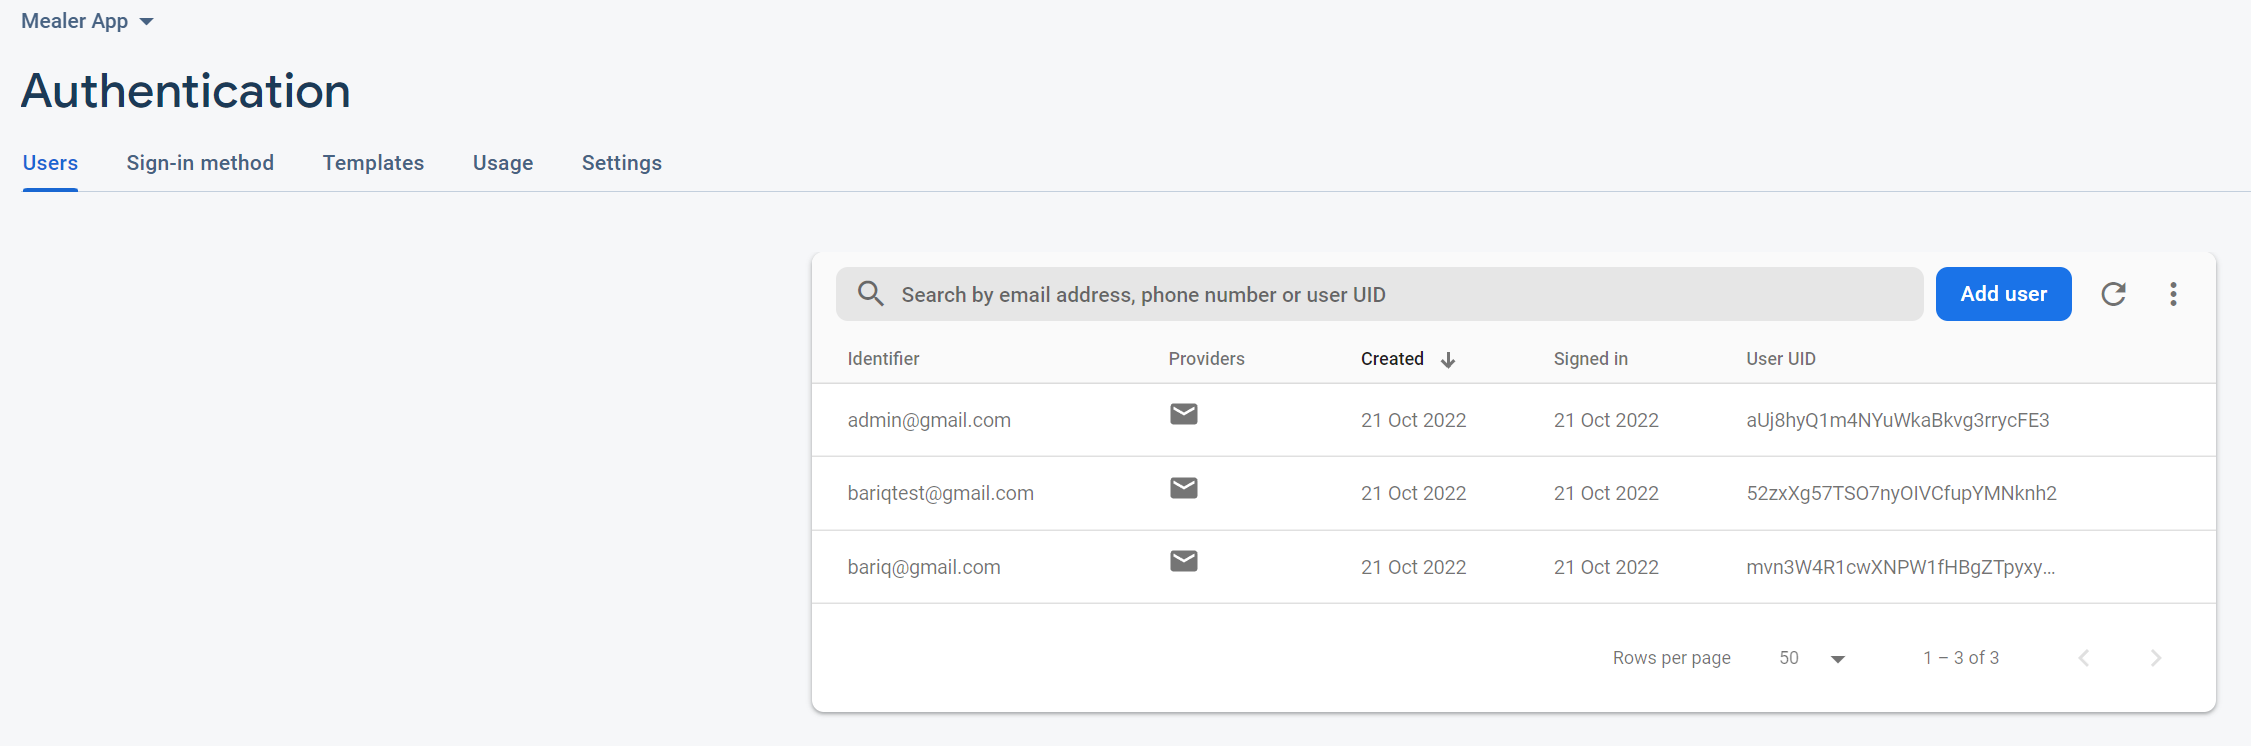 Mealer App
Authentication
Users Sign-in method Templates Usage Settings
Search by email address, phone number or user UID Add user
Identifier Providers Created Signed in User UID
admin@gmail.com 21 Oct 2022 21 Oct 2022 aUj8hyQ1m4NYuWkaBkvg3rrycFE3
bariqtest@gmail.com 21 Oct 2022 21 Oct 2022 52zxXg57TSO7nyOIVCfupYMNknh2
bariq@gmail.com 21 Oct 2022 21 Oct 2022 mvn3W4R1cwXNPW1fHBgZTpyxy...
Rows per page 50 1 – 3 of 3